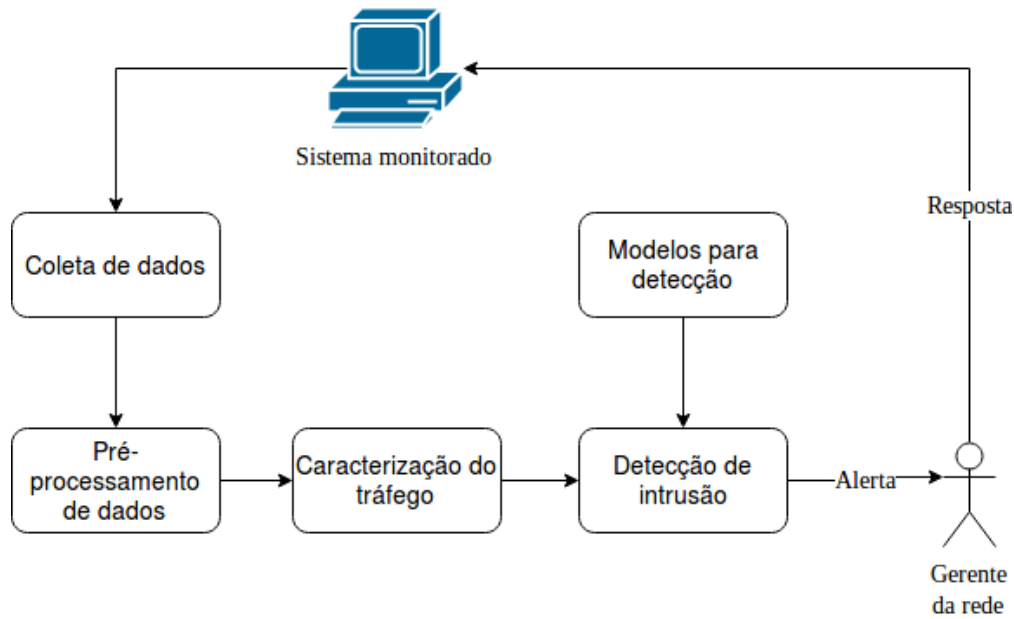 Sistema monitorado
Resposta
Coleta de dados
Modelos para
detecção
Pré-
processamento
de dados
Caracterização do
tráfego
Detecção de
intrusão
Alerta
Gerente
da rede